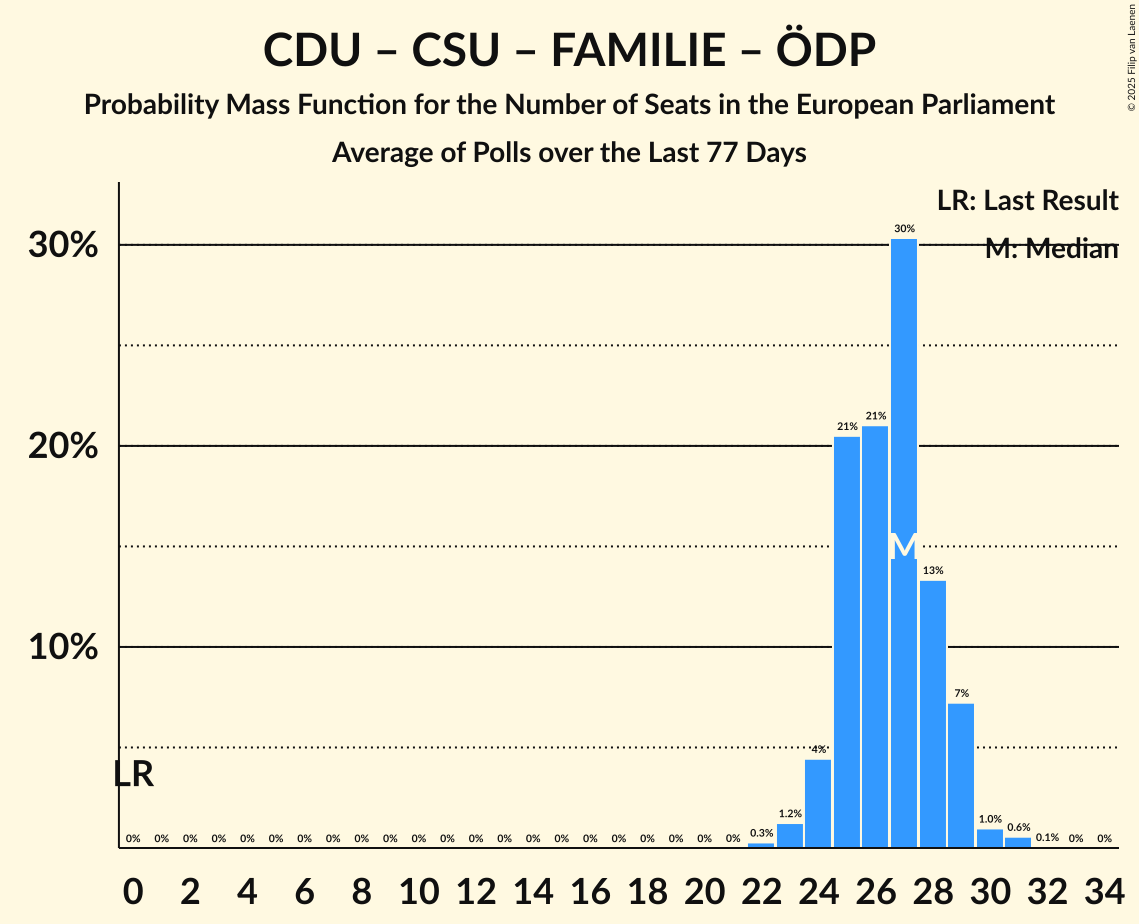 CDU – CSU – FAMILIE – ÖDP
Probability Mass Function for the Number of Seats in the European Parliament
Average of Polls over the Last 77 Days
© 2025 Filip van Laenen
LR: Last Result
M: Median
30%
20%
10%
LR
M
0% 0% 0% 0% 0% 0% 0% 0% 0% 0% 0% 0% 0% 0% 0% 0% 0% 0% 0% 0% 0% 0% 0.3% 1.2% 4% 21% 21% 30% 13% 7% 1.0% 0.6% 0.1% 0% 0%
0 2 4 6 8 10 12 14 16 18 20 22 24 26 28 30 32 34